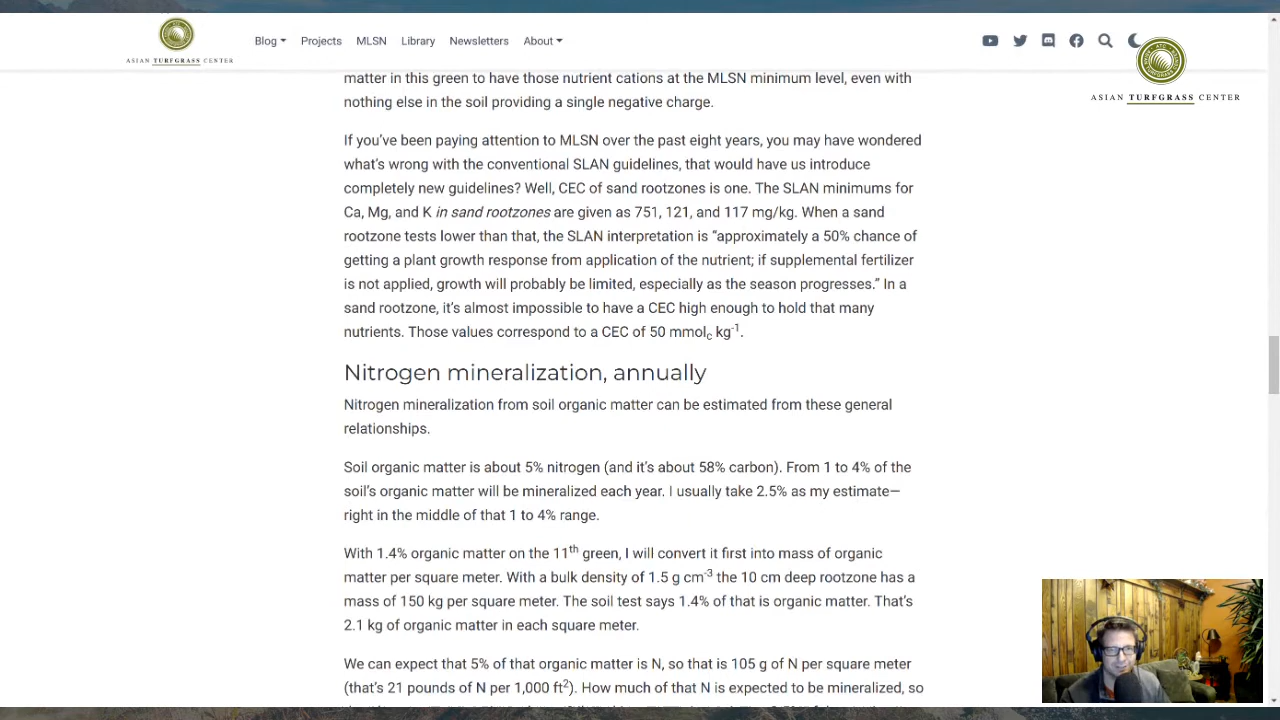 Blog Projects MLSN Library Newsletters About
ASIAN TURFGRASS CENTER
ATC
ASIAN TURFGRASS CENTER
matter in this green to have those nutrient cations at the MLSN minimum level, even with
nothing else in the soil providing a single negative charge.
If you've been paying attention to MLSN over the past eight years, you may have wondered
what's wrong with the conventional SLAN guidelines, that would have us introduce
completely new guidelines? Well, CEC of sand rootzones is one. The SLAN minimums for
Ca, Mg, and K in sand rootzones are given as 751, 121, and 117 mg/kg. When a sand
rootzone tests lower than that, the SLAN interpretation is “approximately a 50% chance of
getting a plant growth response from application of the nutrient; if supplemental fertilizer
is not applied, growth will probably be limited, especially as the season progresses.” In a
sand rootzone, it's almost impossible to have a CEC high enough to hold that many
nutrients. Those values correspond to a CEC of 50 mmolc kg-1.
Nitrogen mineralization, annually
Nitrogen mineralization from soil organic matter can be estimated from these general
relationships.
Soil organic matter is about 5% nitrogen (and it's about 58% carbon). From 1 to 4% of the
soil's organic matter will be mineralized each year. I usually take 2.5% as my estimate—
right in the middle of that 1 to 4% range.
With 1.4% organic matter on the 11th green, I will convert it first into mass of organic
matter per square meter. With a bulk density of 1.5 g cm-3 the 10 cm deep rootzone has a
mass of 150 kg per square meter. The soil test says 1.4% of that is organic matter. That's
2.1 kg of organic matter in each square meter.
We can expect that 5% of that organic matter is N, so that is 105 g of N per square meter
(that's 21 pounds of N per 1,000 ft2). How much of that N is expected to be mineralized, so